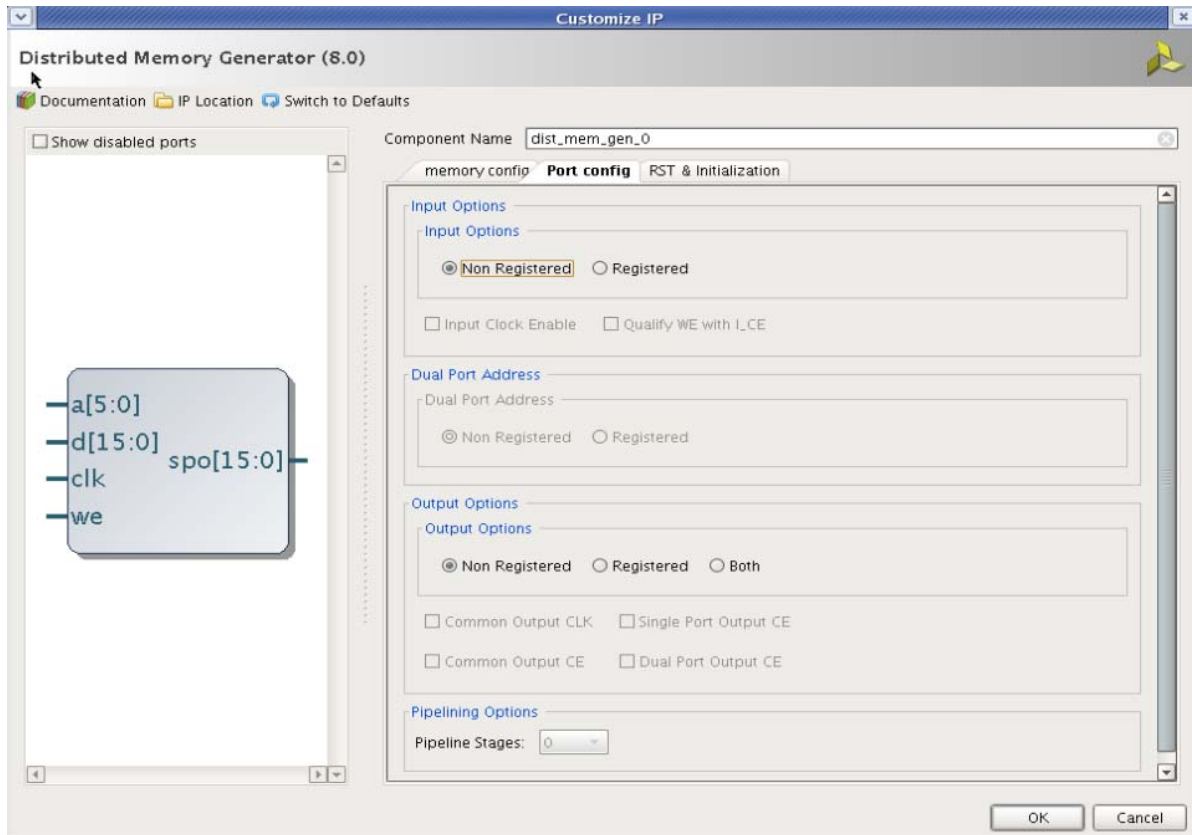 Customize IP
Distributed Memory Generator (8.0)
Documentation IP Location Switch to Defaults
Show disabled ports
a[5:0]
d[15:0]
clk
we
spo[15:0]
Component Name dist_mem_gen_0
memory config Port config RST & Initialization
Input Options
Input Options
Non Registered Registered
Input Clock Enable Qualify WE with I_CE
Dual Port Address
Dual Port Address
Non Registered Registered
Output Options
Output Options
Non Registered Registered Both
Common Output CLK Single Port Output CE
Common Output CE Dual Port Output CE
Pipelining Options
Pipeline Stages: 0
OK Cancel